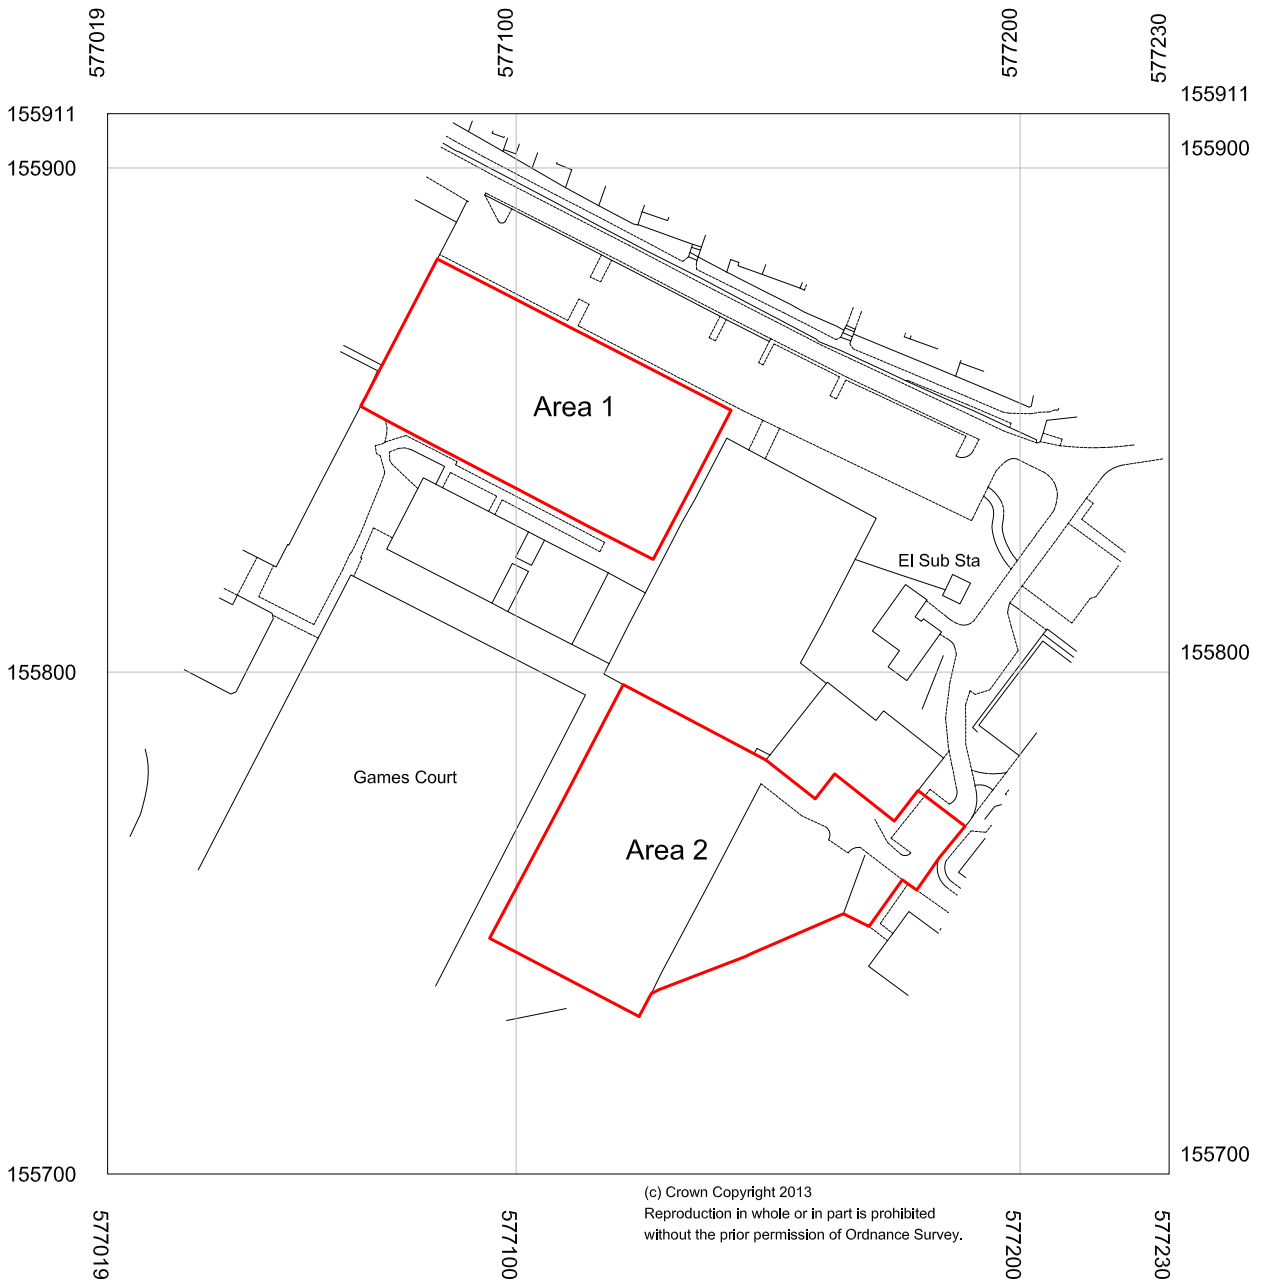 577019
577100
577200
577230
155911
155911
155900
155900
Area 1
El Sub Sta
155800
155800
Games Court
Area 2
155700
155700
(c) Crown Copyright 2013
Reproduction in whole or in part is prohibited
without the prior permission of Ordnance Survey.
577019
577100
577200
577230